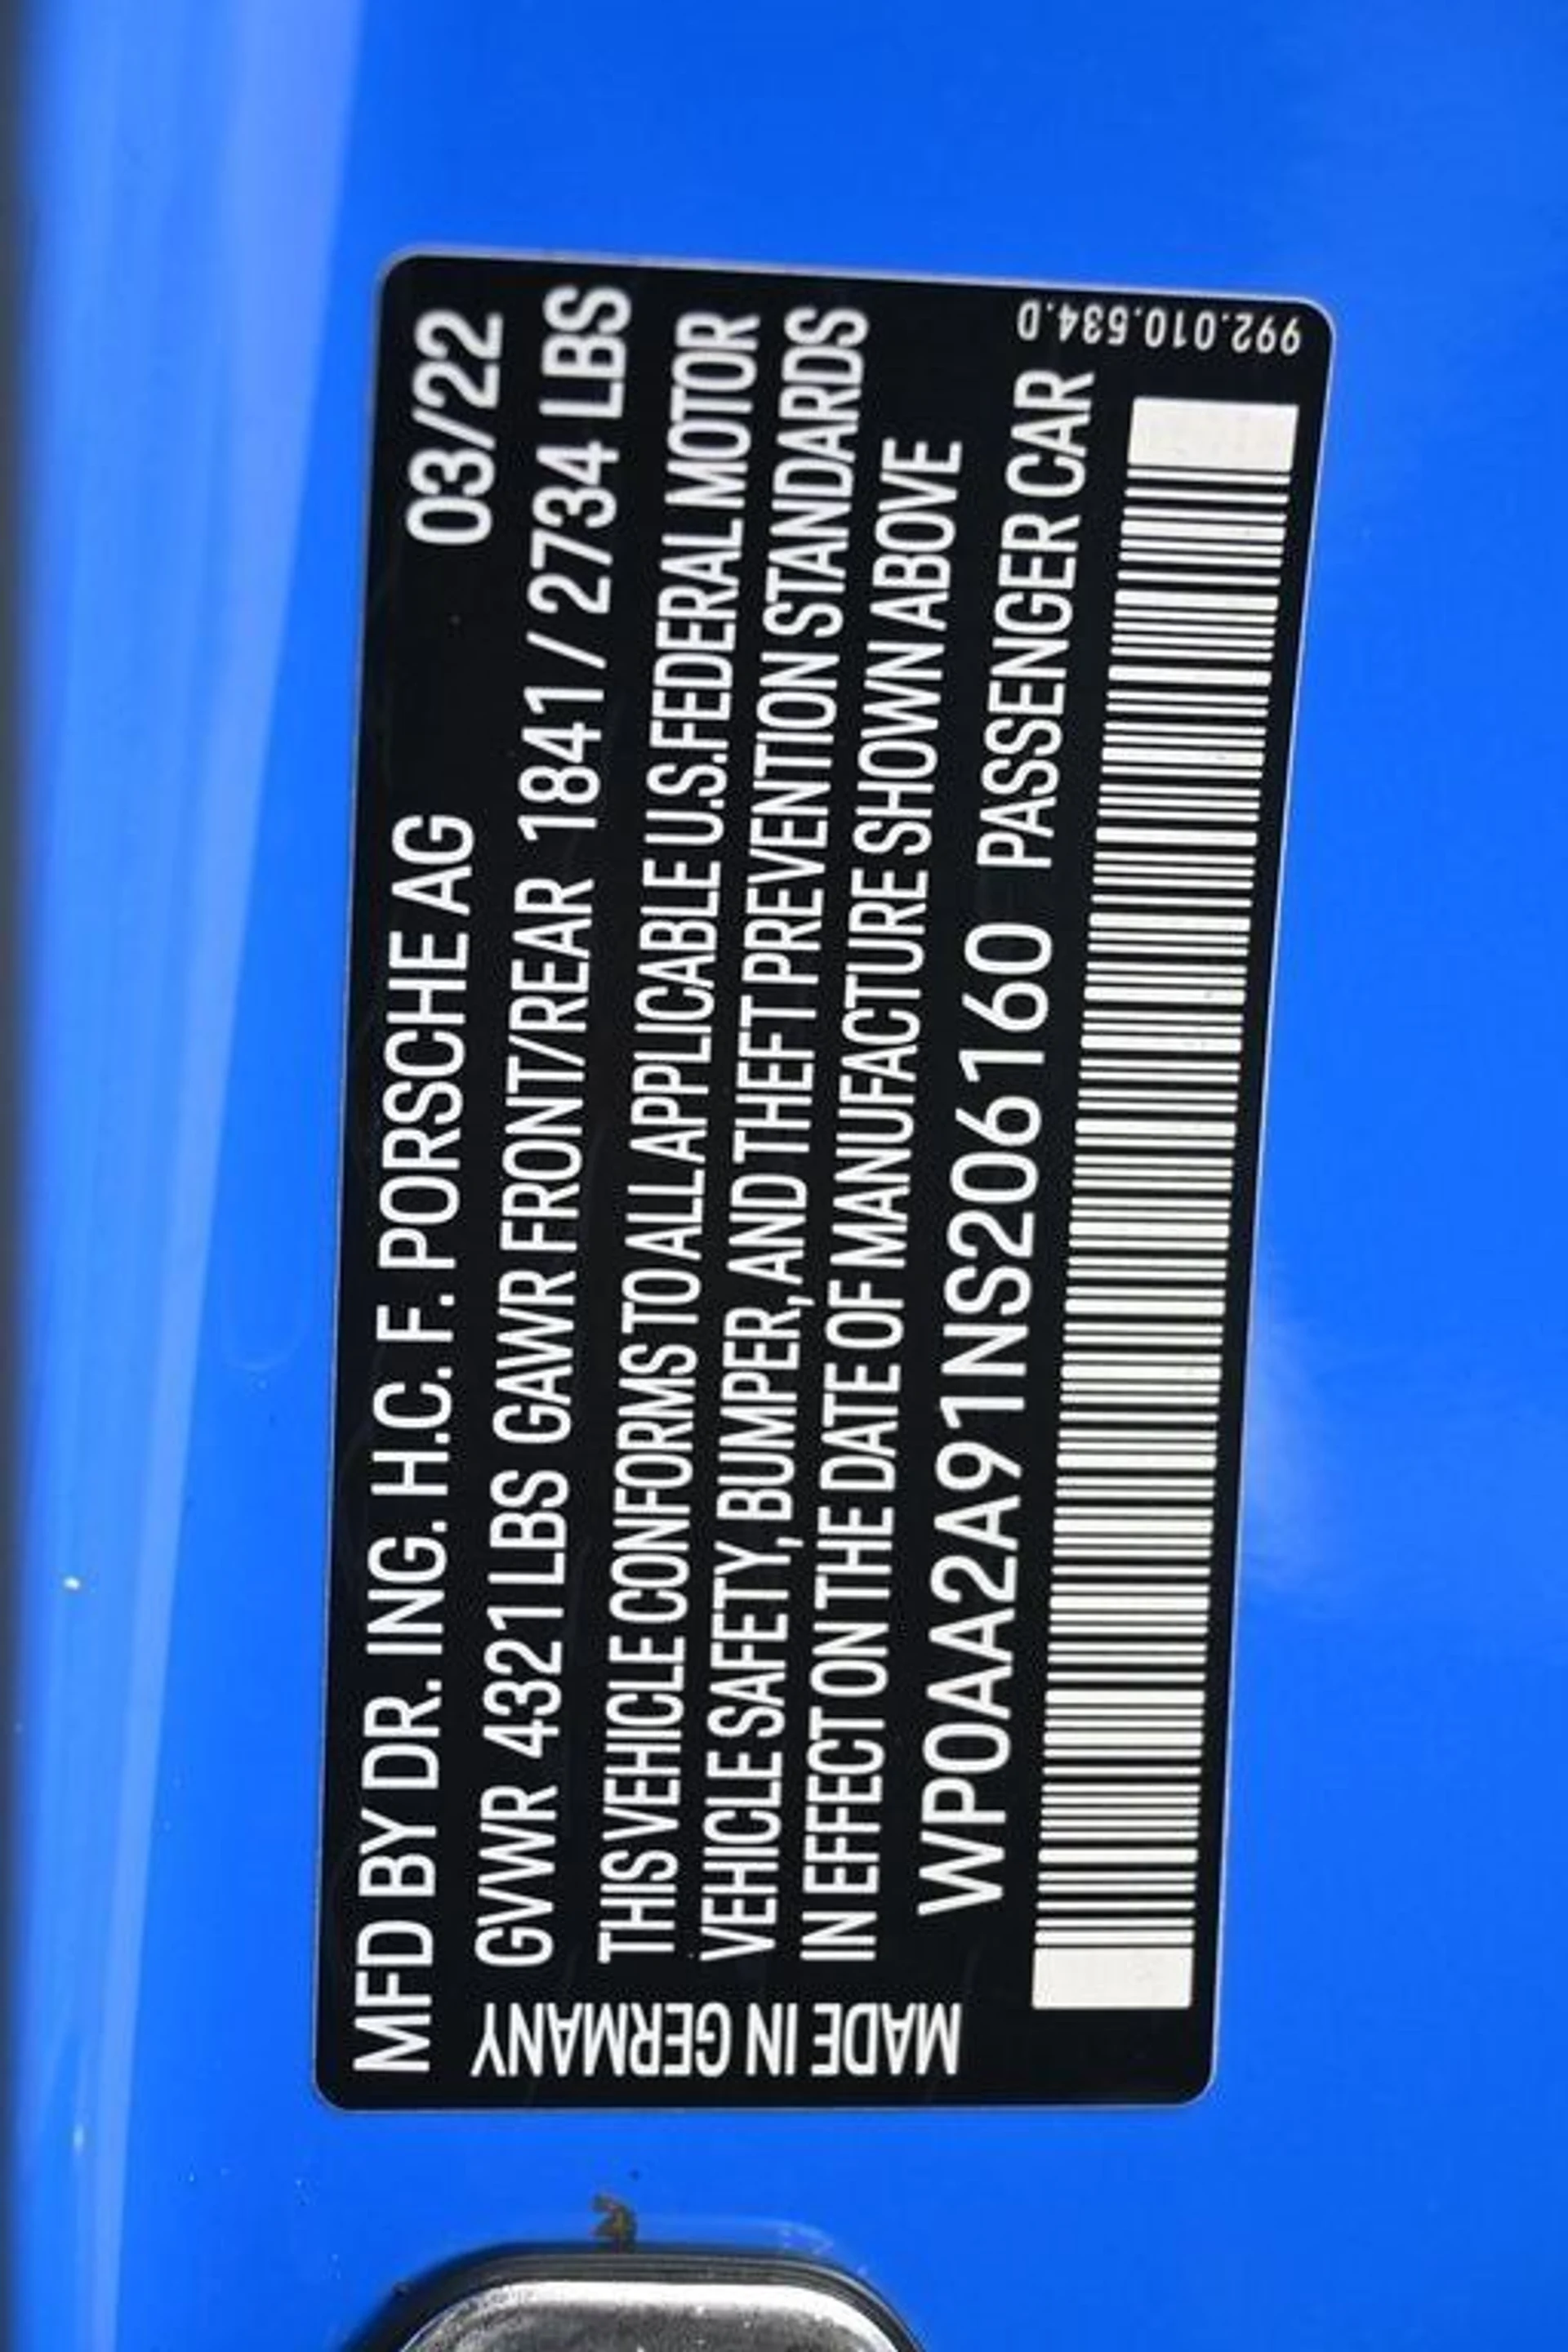 MFD BY DR. ING. H.C. F. PORSCHE AG 03/22
GVWR 4321 LBS GAWR FRONT/REAR 1841 / 2734 LBS
THIS VEHICLE CONFORMS TO ALL APPLICABLE U.S.FEDERAL MOTOR
VEHICLE SAFETY, BUMPER, AND THEFT PREVENTION STANDARDS
IN EFFECT ON THE DATE OF MANUFACTURE SHOWN ABOVE
WP0AA2A91NS206160 PASSENGER CAR
MADE IN GERMANY
992.010.534.D